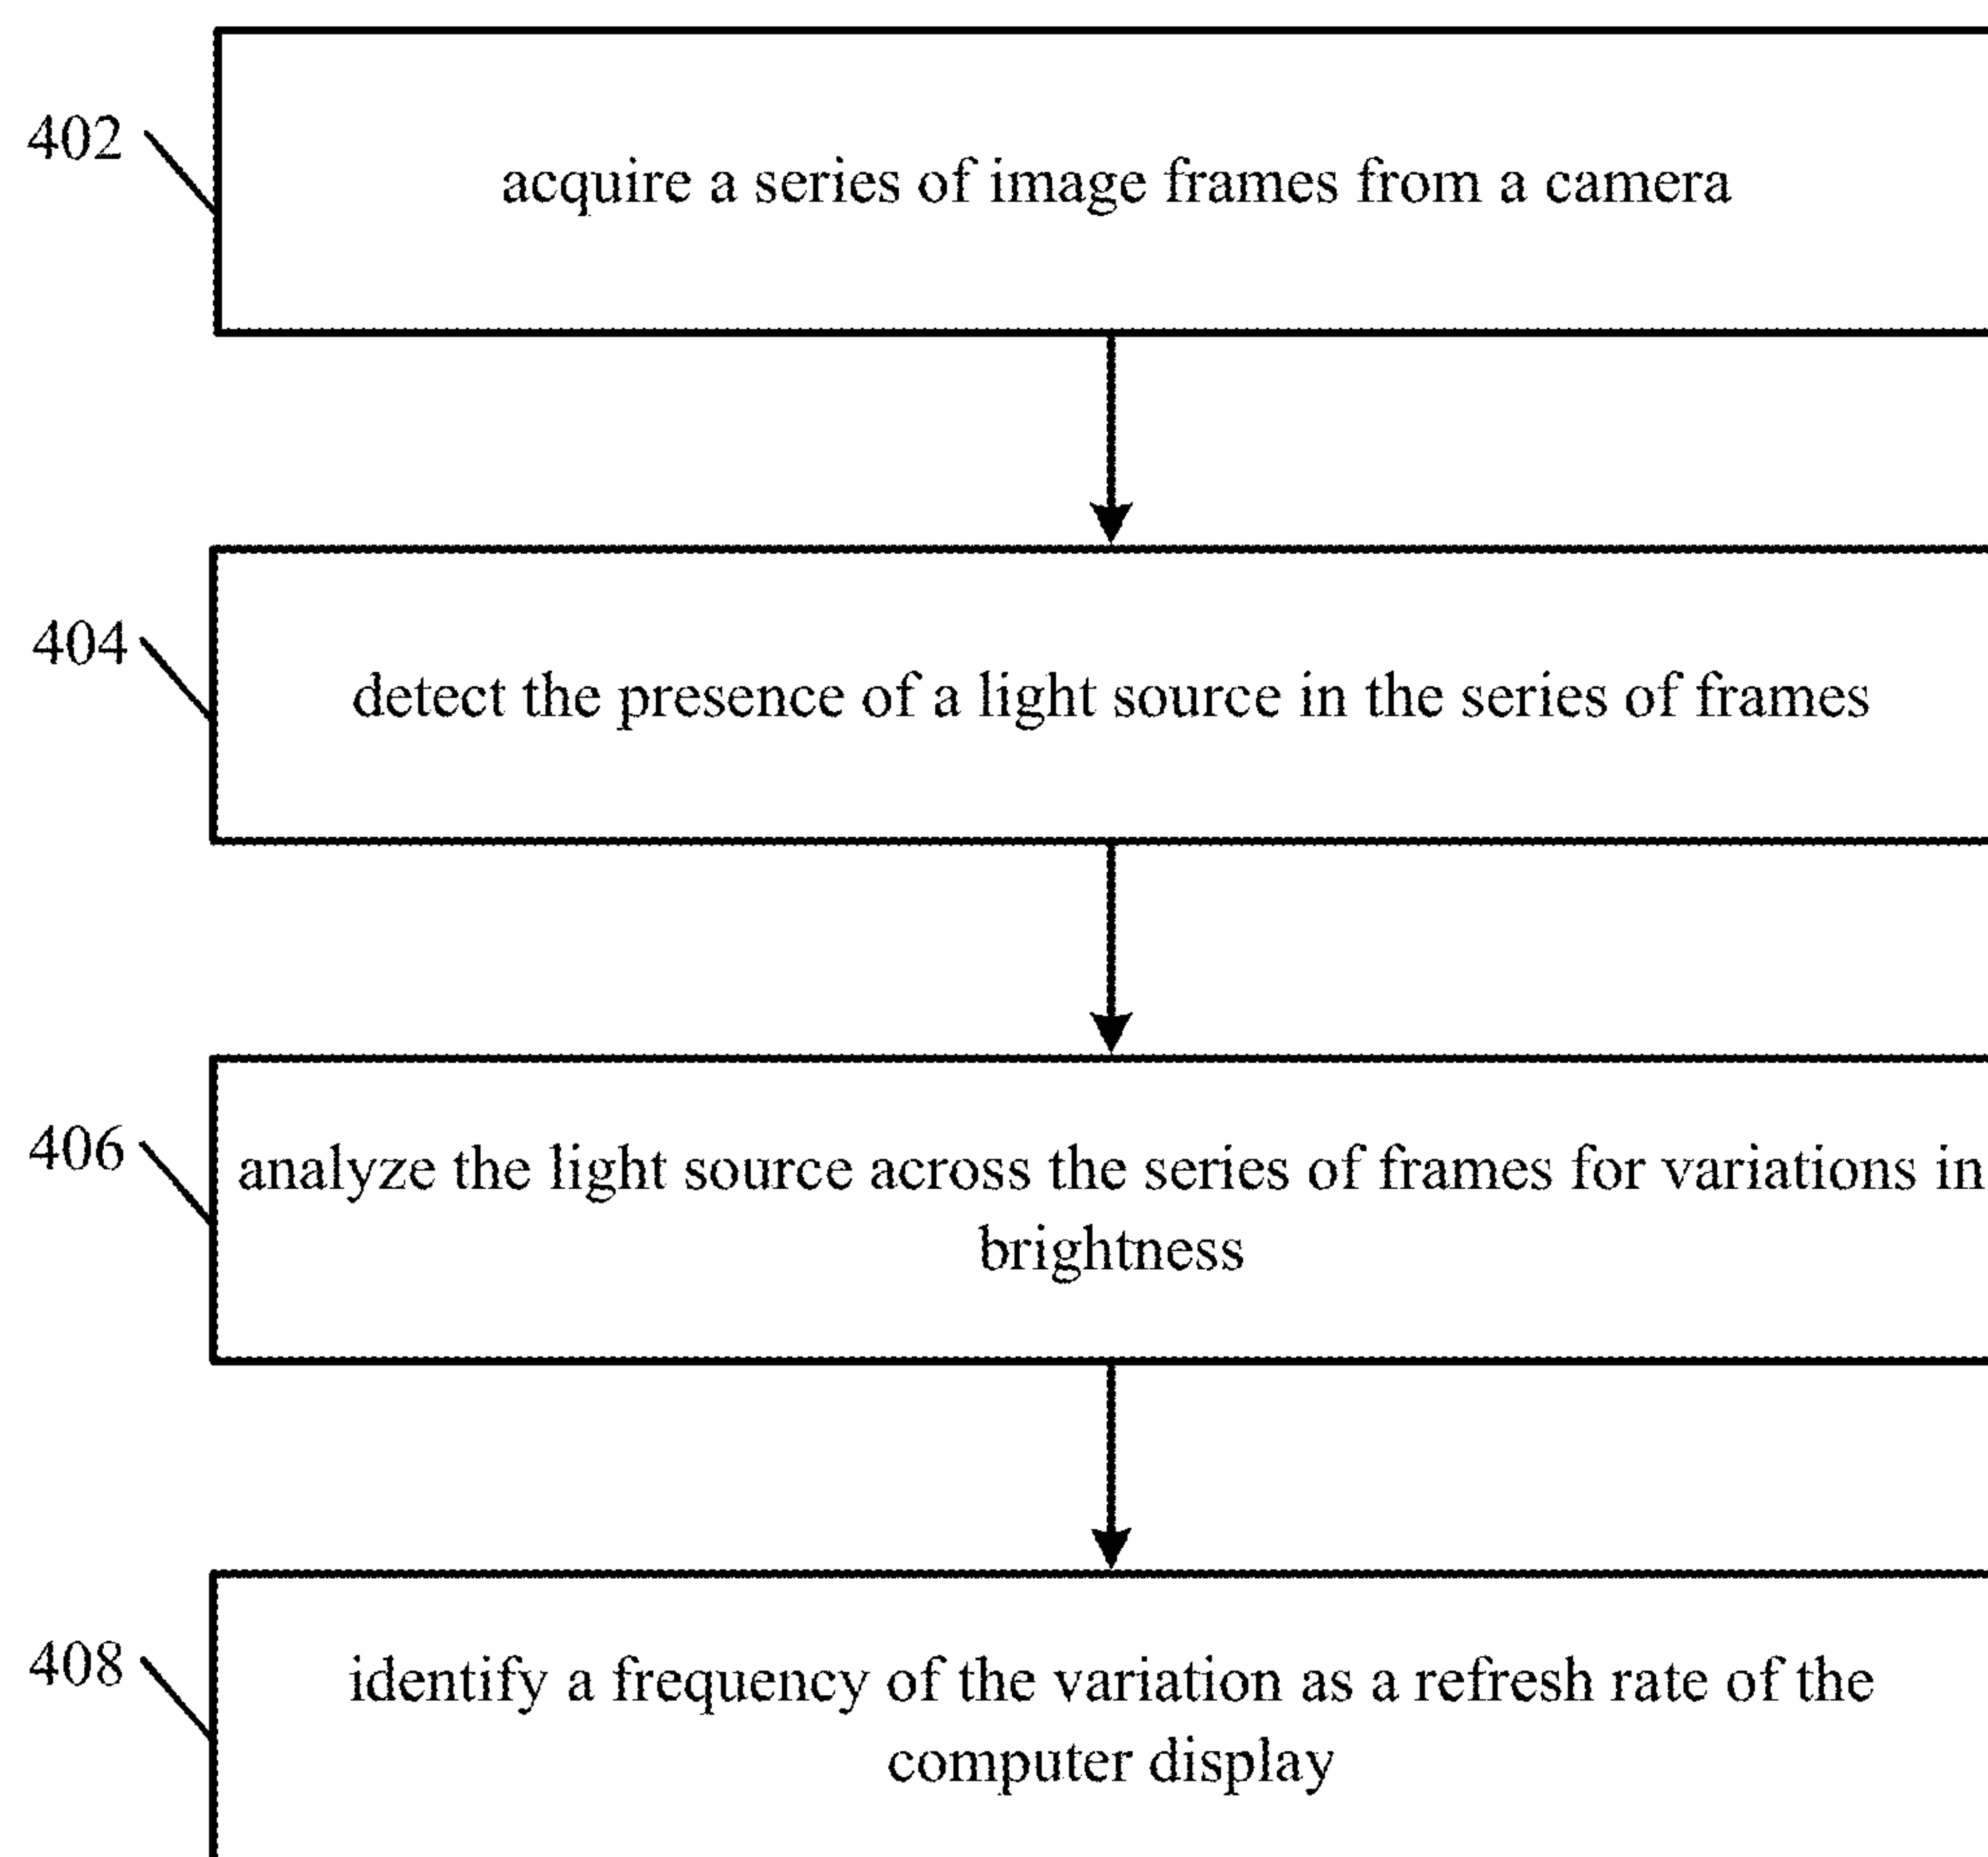 402
acquire a series of image frames from a camera
404
detect the presence of a light source in the series of frames
406
analyze the light source across the series of frames for variations in
brightness
408
identify a frequency of the variation as a refresh rate of the
computer display